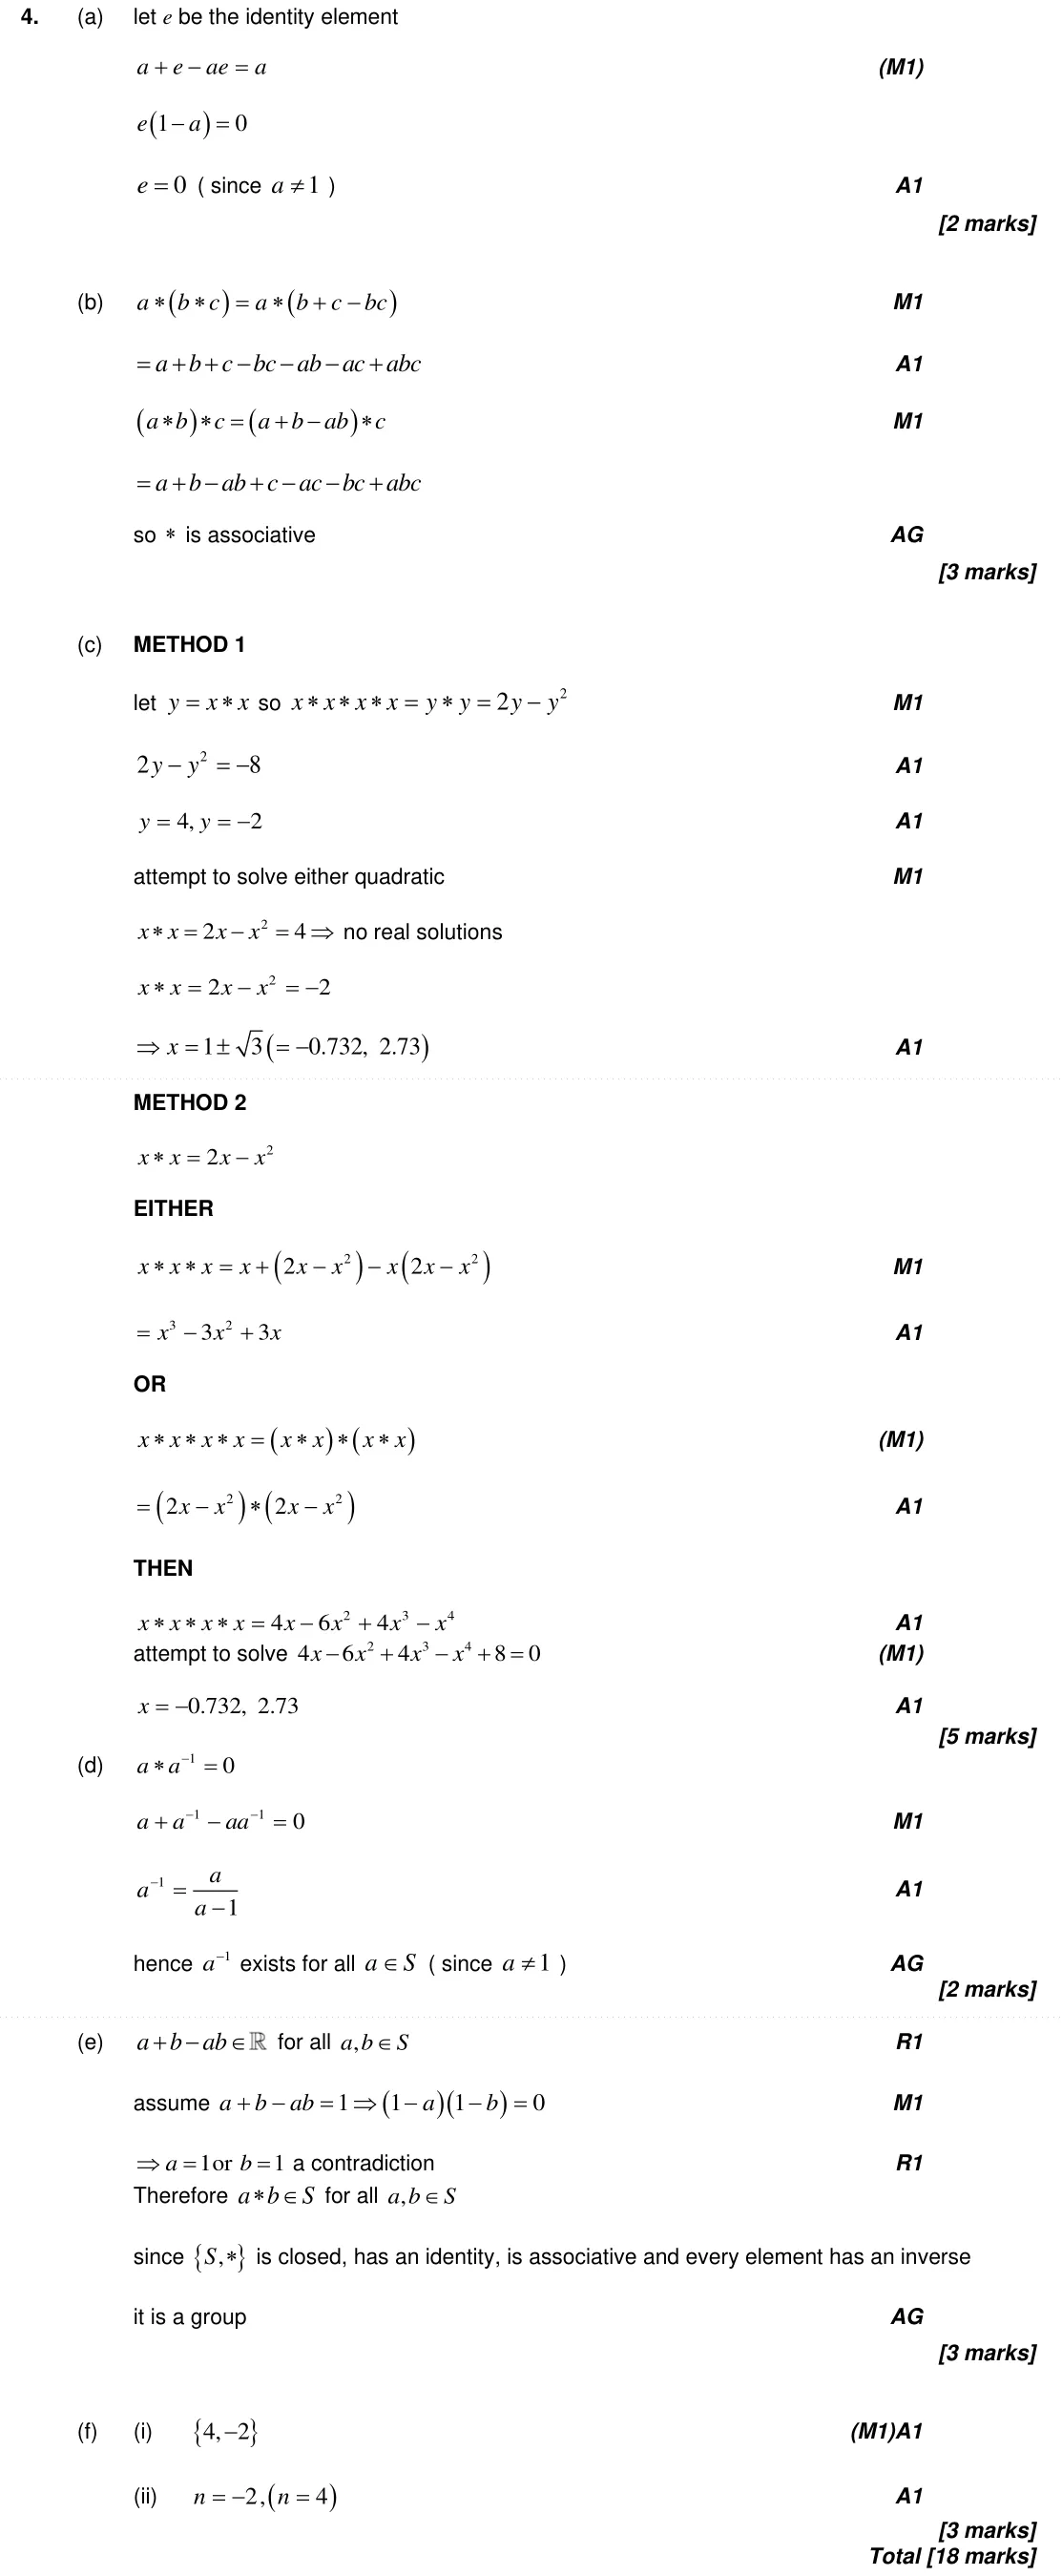 4. (a) let e be the identity element
a + e − ae = a (M1)
e(1 − a) = 0
e = 0 ( since a ≠ 1 ) A1
[2 marks]
(b) a ∗ (b ∗ c) = a ∗ (b + c − bc) M1
= a + b + c − bc − ab − ac + abc A1
(a ∗ b) ∗ c = (a + b − ab) ∗ c M1
= a + b − ab + c − ac − bc + abc
so ∗ is associative AG
[3 marks]
(c) METHOD 1
let y = x ∗ x so x ∗ x ∗ x ∗ x = y ∗ y = 2y − y² M1
2y − y² = −8 A1
y = 4, y = −2 A1
attempt to solve either quadratic M1
x ∗ x = 2x − x² = 4 ⇒ no real solutions
x ∗ x = 2x − x² = −2
⇒ x = 1 ± √3 (= −0.732, 2.73) A1
METHOD 2
x ∗ x = 2x − x²
EITHER
x ∗ x ∗ x = x + (2x − x²) − x(2x − x²) M1
= x³ − 3x² + 3x A1
OR
x ∗ x ∗ x ∗ x = (x ∗ x) ∗ (x ∗ x) (M1)
= (2x − x²) ∗ (2x − x²) A1
THEN
x ∗ x ∗ x ∗ x = 4x − 6x² + 4x³ − x⁴ A1
attempt to solve 4x − 6x² + 4x³ − x⁴ + 8 = 0 (M1)
x = −0.732, 2.73 A1
[5 marks]
(d) a ∗ a⁻¹ = 0
a + a⁻¹ − aa⁻¹ = 0 M1
a⁻¹ = a/(a − 1) A1
hence a⁻¹ exists for all a ∈ S ( since a ≠ 1 ) AG
[2 marks]
(e) a + b − ab ∈ ℝ for all a, b ∈ S R1
assume a + b − ab = 1 ⇒ (1 − a)(1 − b) = 0 M1
⇒ a = 1 or b = 1 a contradiction R1
Therefore a ∗ b ∈ S for all a, b ∈ S
since {S, ∗} is closed, has an identity, is associative and every element has an inverse
it is a group AG
[3 marks]
(f) (i) {4, −2} (M1)A1
(ii) n = −2, (n = 4) A1
[3 marks]
Total [18 marks]